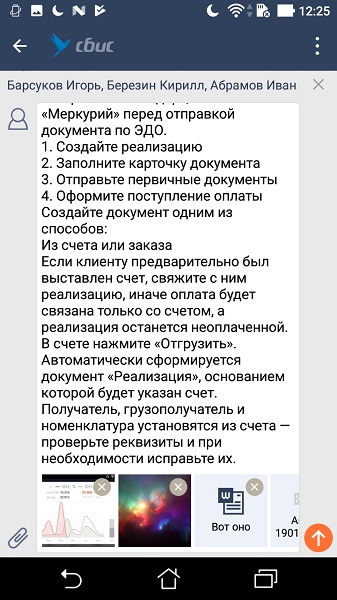 12:25
сбис
Барсуков Игорь, Березин Кирилл, Абрамов Иван
«Меркурий» перед отправкой
документа по ЭДО.
1. Создайте реализацию
2. Заполните карточку документа
3. Отправьте первичные документы
4. Оформите поступление оплаты
Создайте документ одним из
способов:
Из счета или заказа
Если клиенту предварительно был
выставлен счет, свяжите с ним
реализацию, иначе оплата будет
связана только со счетом, а
реализация останется неоплаченной.
В счете нажмите «Отгрузить».
Автоматически сформируется
документ «Реализация», основанием
которой будет указан счет.
Получатель, грузополучатель и
номенклатура установятся из счета —
проверьте реквизиты и при
необходимости исправьте их.
W
Вот оно
1901